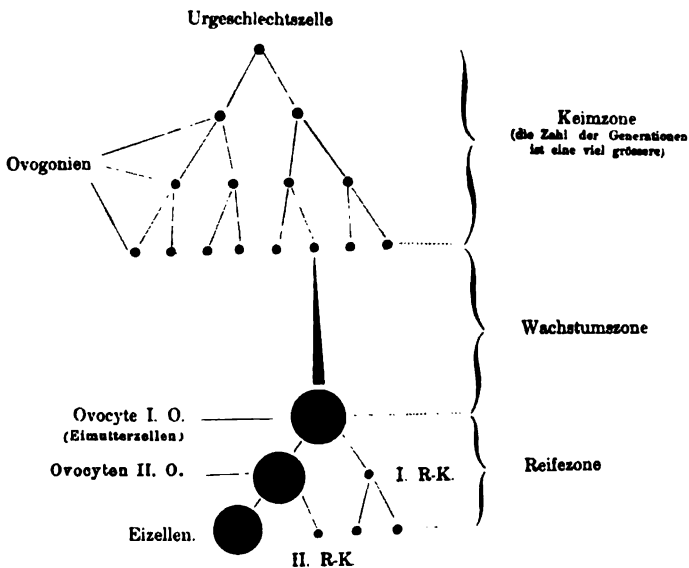 Urgeschlechtszelle
Keimzone
(die Zahl der Generationen
ist eine viel grössere)
Ovogonien
Wachstumszone
Ovocyte I. O.
(Eimutterzellen)
Ovocyten II. O.
I. R-K.
Reifezone
Eizellen.
II. R-K